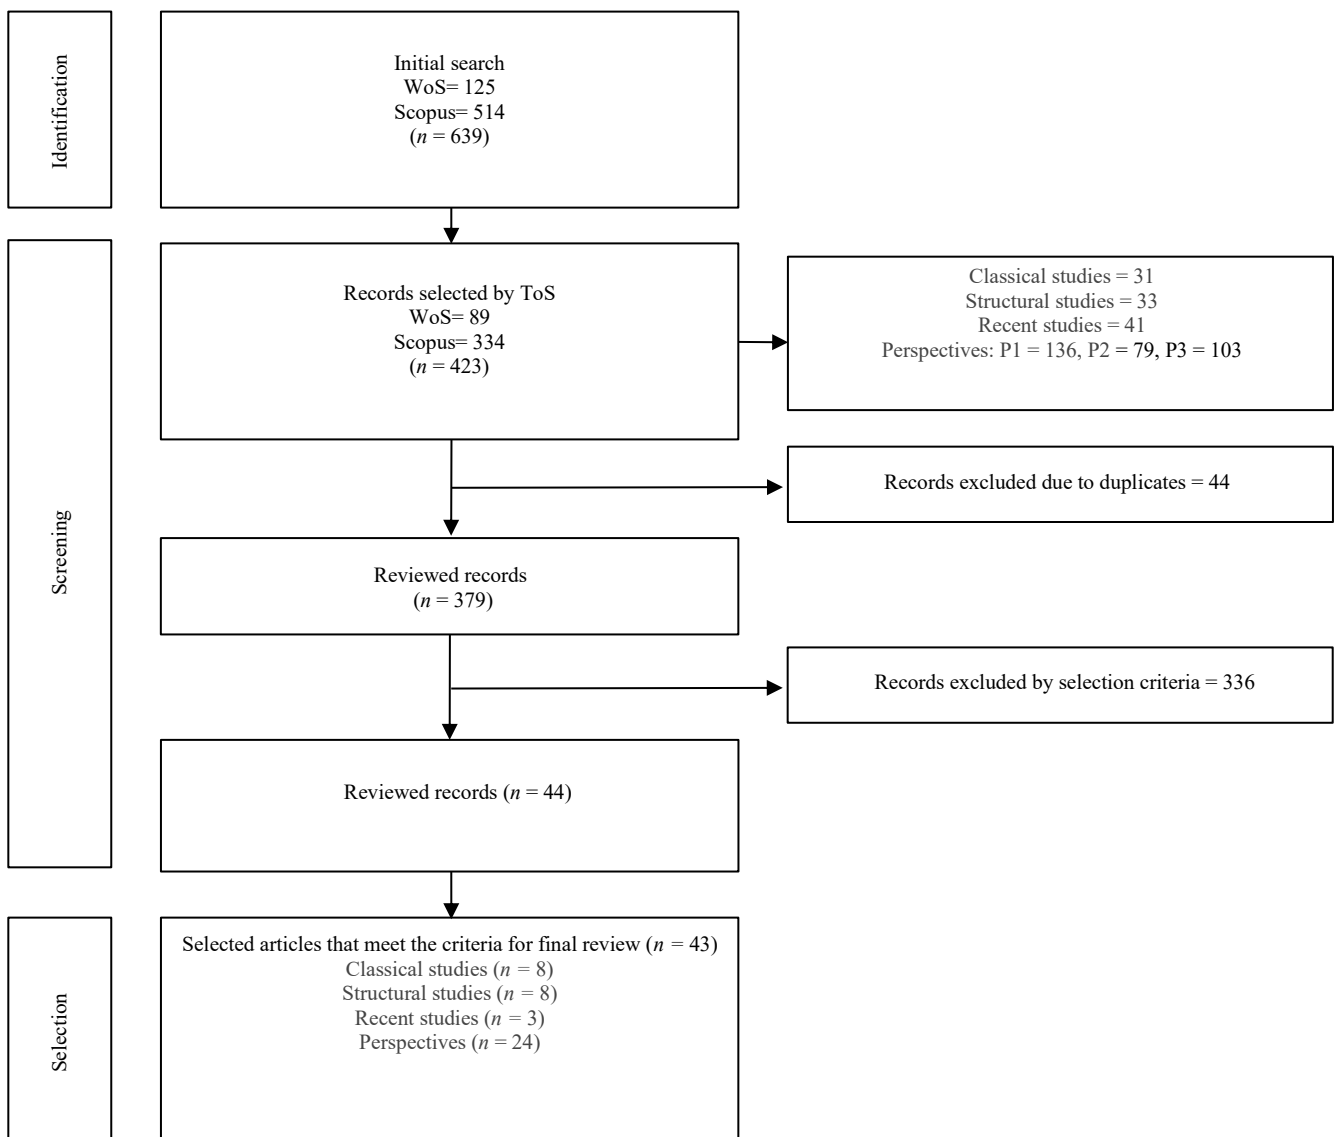 Identification
Initial search
WoS= 125
Scopus= 514
(n = 639)
Screening
Records selected by ToS
WoS= 89
Scopus= 334
(n = 423)
Classical studies = 31
Structural studies = 33
Recent studies = 41
Perspectives: P1 = 136, P2 = 79, P3 = 103
Records excluded due to duplicates = 44
Reviewed records
(n = 379)
Records excluded by selection criteria = 336
Reviewed records (n = 44)
Selection
Selected articles that meet the criteria for final review (n = 43)
Classical studies (n = 8)
Structural studies (n = 8)
Recent studies (n = 3)
Perspectives (n = 24)